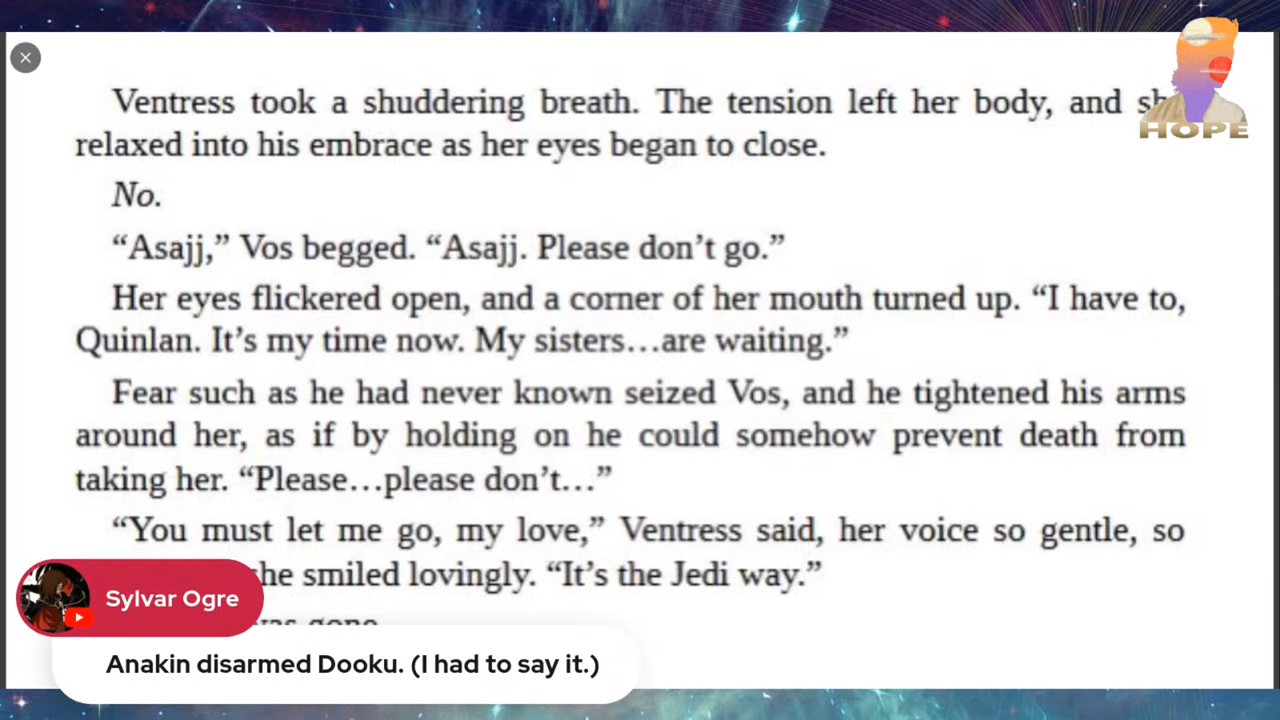 Ventress took a shuddering breath. The tension left her body, and sh
relaxed into his embrace as her eyes began to close.
No.
“Asajj,” Vos begged. “Asajj. Please don’t go.”
Her eyes flickered open, and a corner of her mouth turned up. “I have to,
Quinlan. It’s my time now. My sisters…are waiting.”
Fear such as he had never known seized Vos, and he tightened his arms
around her, as if by holding on he could somehow prevent death from
taking her. “Please…please don’t…”
“You must let me go, my love,” Ventress said, her voice so gentle, so
she smiled lovingly. “It’s the Jedi way.”
was gone
HOPE
Sylvar Ogre
Anakin disarmed Dooku. (I had to say it.)